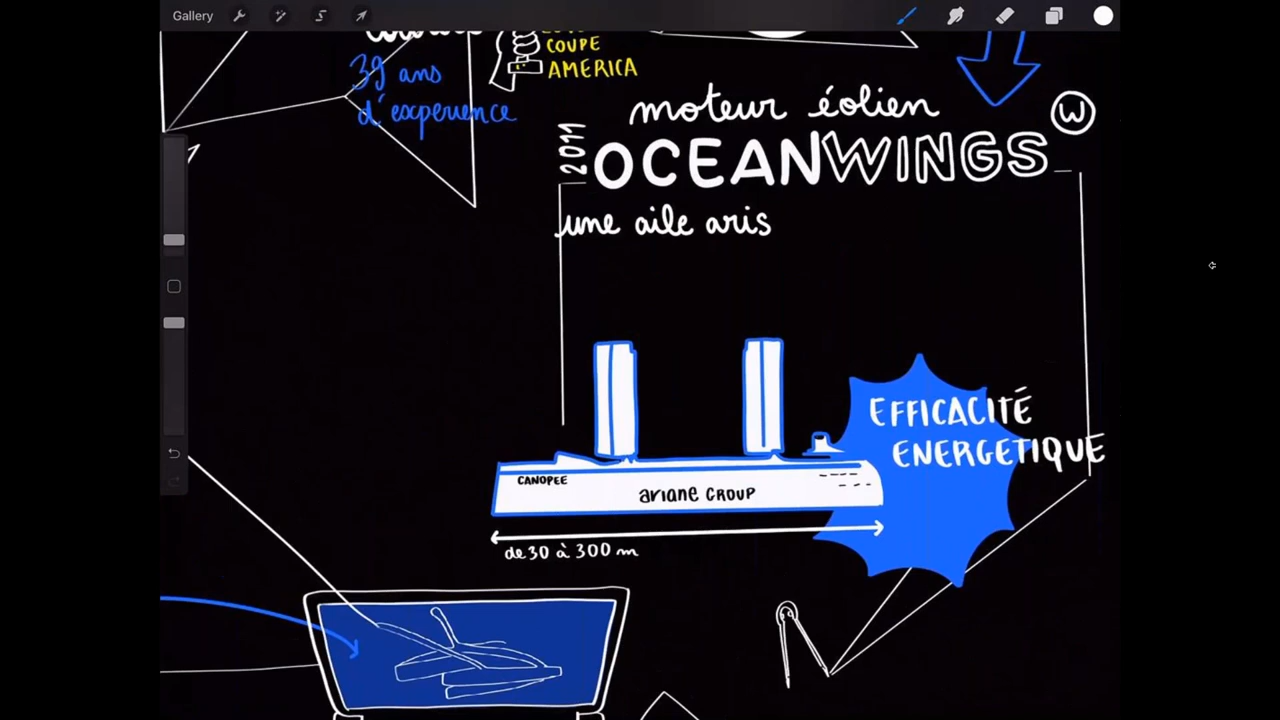 Gallery
39 ans
d'experience
COUPE
AMERICA
moteur éolien
W
2011
OCEANWINGS
une aile aris
EFFICACITÉ
ENERGETIQUE
CANOPEE
ariane GROUP
de 30 à 300 m